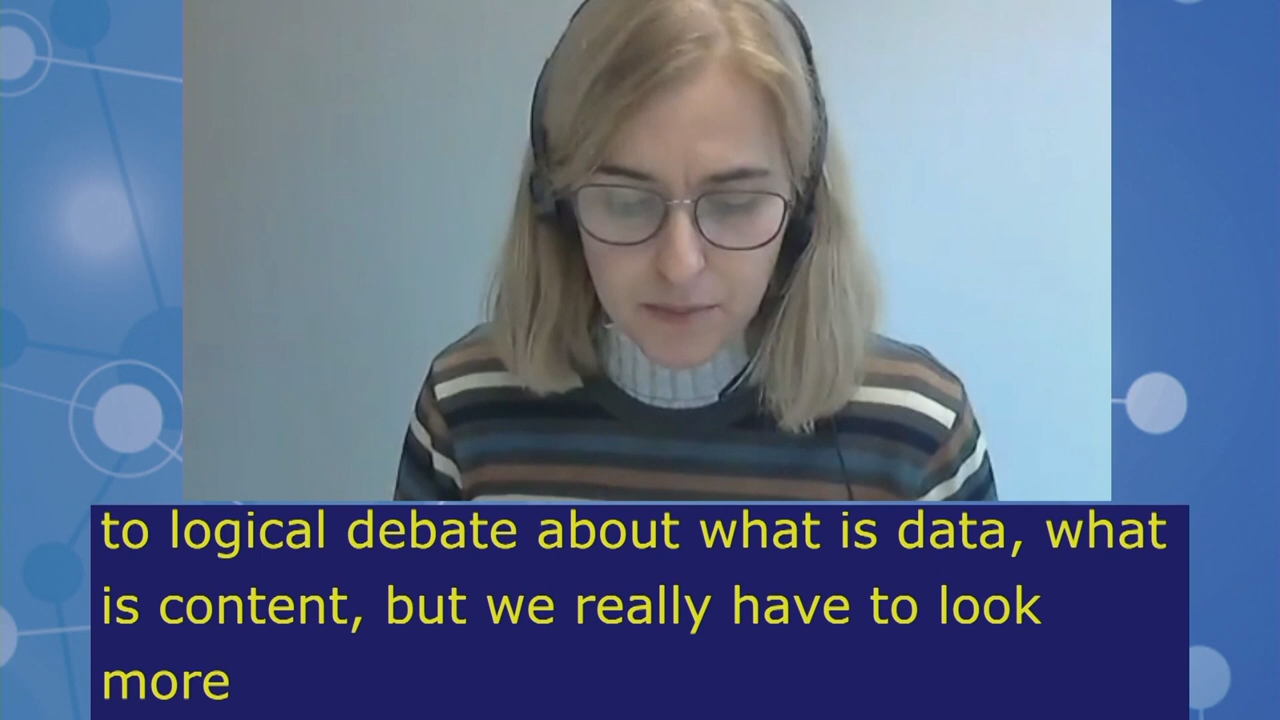 to logical debate about what is data, what
is content, but we really have to look
more